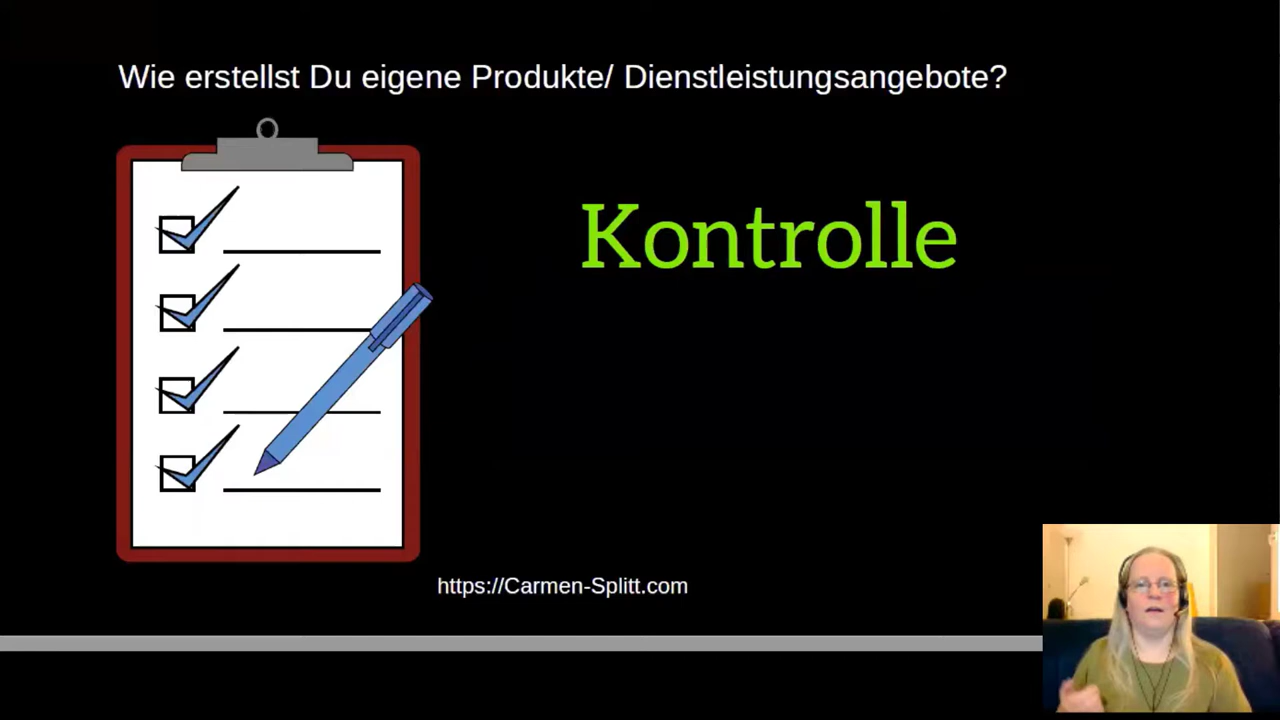 Wie erstellst Du eigene Produkte/ Dienstleistungsangebote?
Kontrolle
https://Carmen-Splitt.com